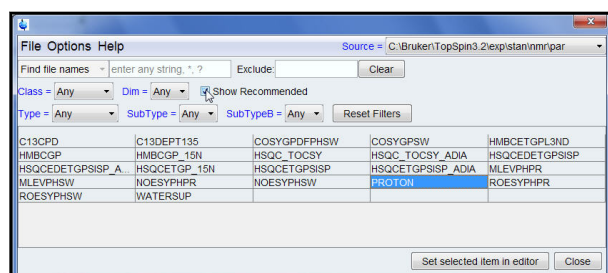 File Options Help Source = C:\Bruker\TopSpin3.2\exp\stan\nmr\par
Find file names enter any string, *, ? Exclude: Clear
Class = Any Dim = Any Show Recommended
Type = Any SubType = Any SubTypeB = Any Reset Filters
C13CPD C13DEPT135 COSYGPDFPHSW COSYGPSW HMBCETGPL3ND
HMBCGP HMBCGP_15N HSQC_TOCSY HSQC_TOCSY_ADIA HSQCEDETGPSISP
HSQCEDETGPSISP_A... HSQCETGP_15N HSQCETGPSISP HSQCETGPSISP_ADIA MLEVPHPR
MLEVPHSW NOESYPHPR NOESYPHSW PROTON ROESYPHPR
ROESYPHSW WATERSUP
Set selected item in editor Close